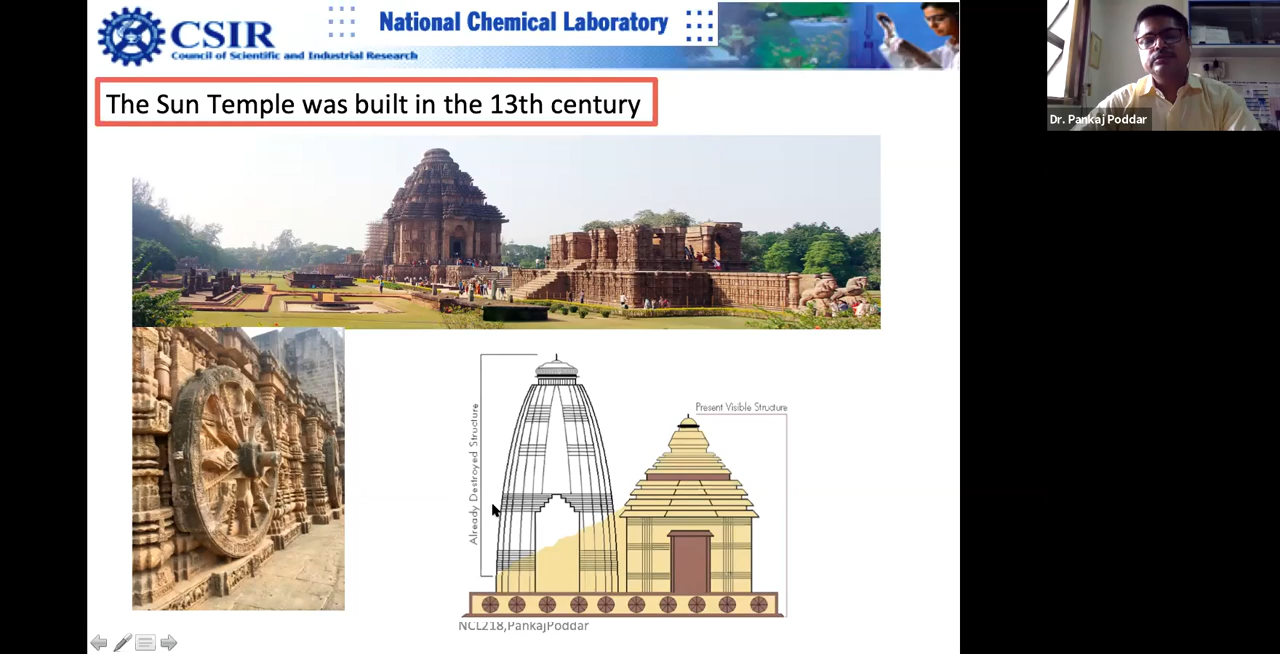 CSIR
Council of Scientific and Industrial Research
National Chemical Laboratory
Dr. Pankaj Poddar
The Sun Temple was built in the 13th century
Already Destroyed Structure
Present Visible Structure
NCL218,PankajPoddar